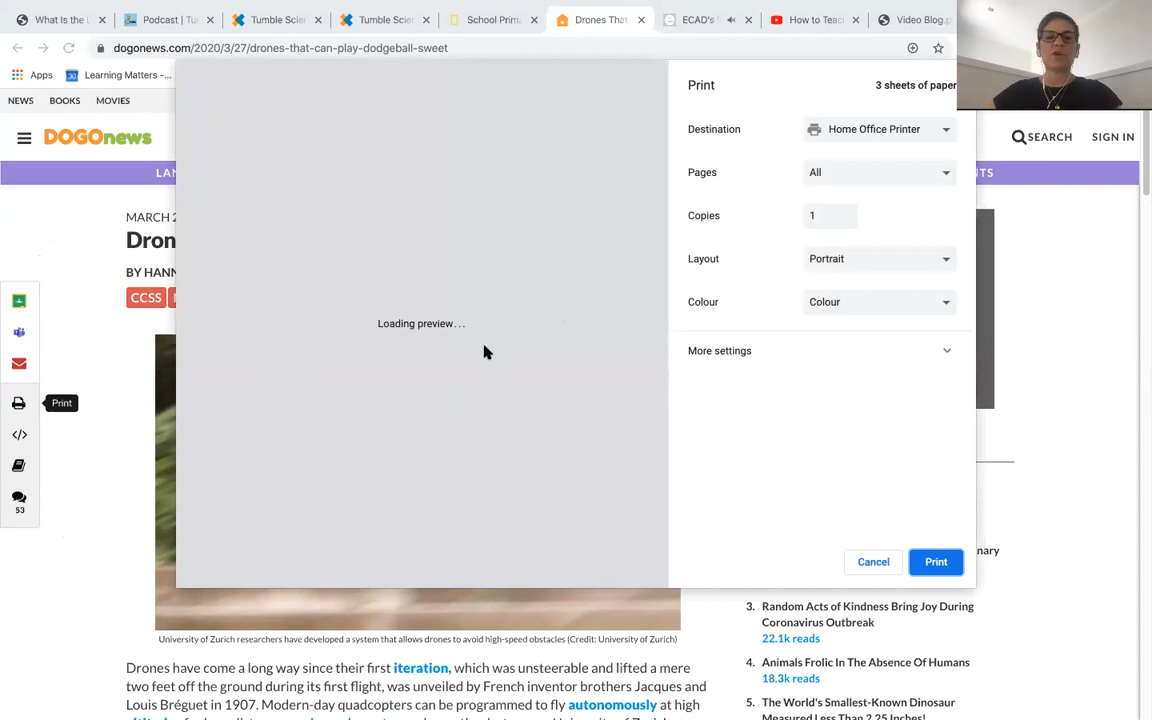 What Is the L
Podcast | Tu
Tumble Scie
Tumble Scie
School Prim
Drones That
ECAD's
How to Teac
Video Blog.p
dogonews.com/2020/3/27/drones-that-can-play-dodgeball-sweet
Apps
30
Learning Matters -...
NEWS
BOOKS
MOVIES
DOGOnews
SEARCH
SIGN IN
LAN
NTS
MARCH 2
Dron
BY HANN
CCSS
Print
53
Loading preview...
Print
3 sheets of paper
Destination
Home Office Printer
Pages
All
Copies
1
Layout
Portrait
Colour
Colour
More settings
Cancel
Print
University of Zurich researchers have developed a system that allows drones to avoid high-speed obstacles (Credit: University of Zurich)
Drones have come a long way since their first iteration, which was unsteerable and lifted a mere
two feet off the ground during its first flight, was unveiled by French inventor brothers Jacques and
Louis Bréguet in 1907. Modern-day quadcopters can be programmed to fly autonomously at high
nary
3. Random Acts of Kindness Bring Joy During
Coronavirus Outbreak
22.1k reads
4. Animals Frolic In The Absence Of Humans
18.3k reads
5. The World's Smallest-Known Dinosaur
Measured Less Than 2.25 Inches!